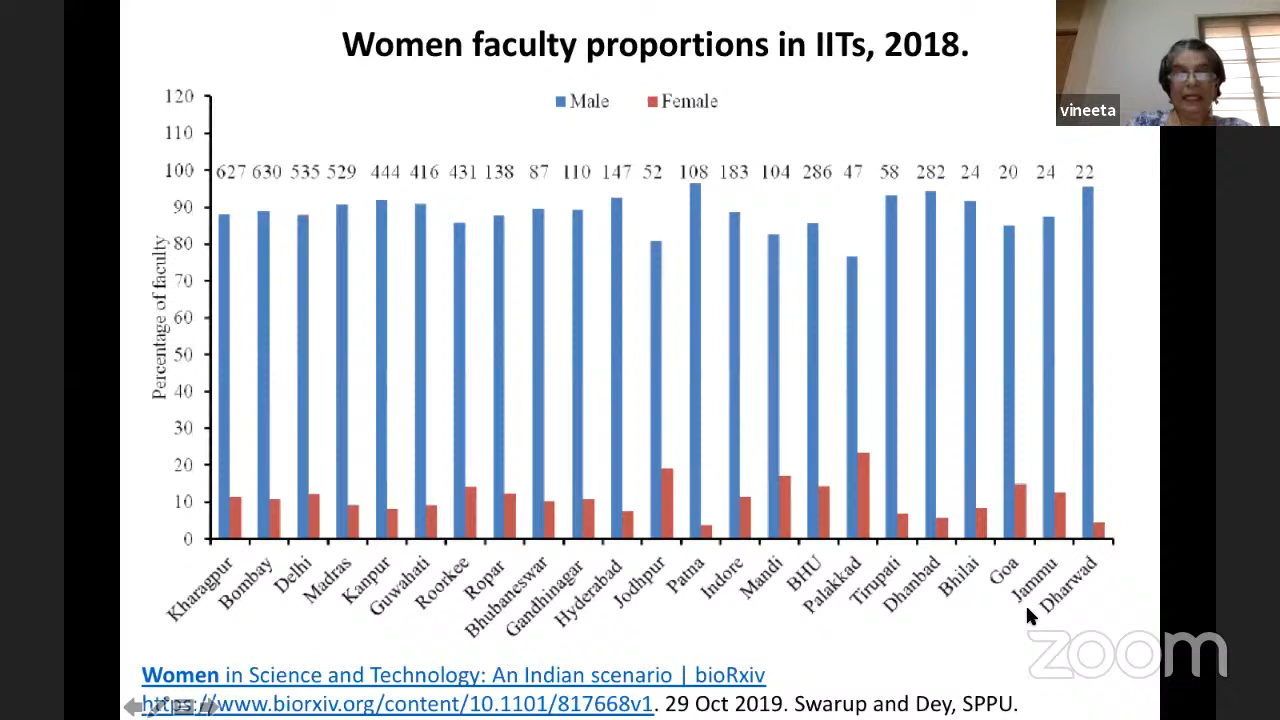 Women faculty proportions in IITs, 2018.
vineeta
Male Female
120
110
100
90
80
70
60
50
40
30
20
10
0
Percentage of faculty
627 630 535 529 444 416 431 138 87 110 147 52 108 183 104 286 47 58 282 24 20 24 22
Kharagpur
Bombay
Delhi
Madras
Kanpur
Guwahati
Roorkee
Ropar
Bhubaneswar
Gandhinagar
Hyderabad
Jodhpur
Patna
Indore
Mandi
BHU
Palakkad
Tirupati
Dhanbad
Bhilai
Goa
Jammu
Dharwad
zoom
Women in Science and Technology: An Indian scenario | bioRxiv
https://www.biorxiv.org/content/10.1101/817668v1. 29 Oct 2019. Swarup and Dey, SPPU.